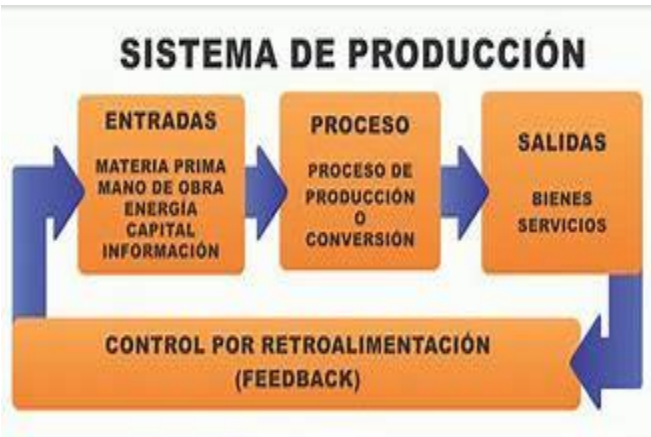 SISTEMA DE PRODUCCIÓN
ENTRADAS
MATERIA PRIMA
MANO DE OBRA
ENERGÍA
CAPITAL
INFORMACIÓN
PROCESO
PROCESO DE
PRODUCCIÓN
O
CONVERSIÓN
SALIDAS
BIENES
SERVICIOS
CONTROL POR RETROALIMENTACIÓN
(FEEDBACK)